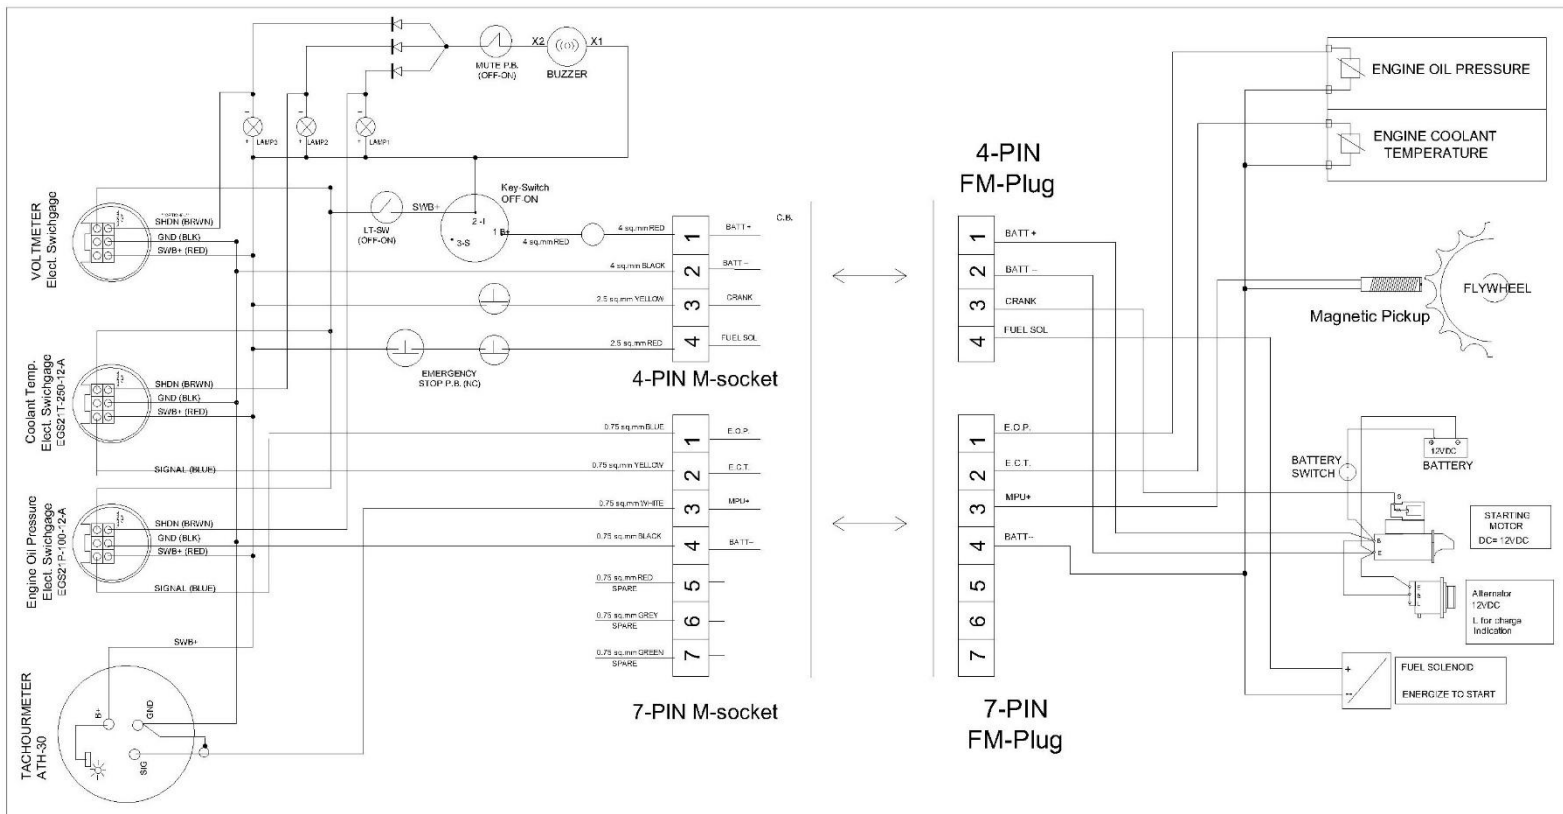 MUTE P.B.
(OFF-ON)
X2
X1
BUZZER
LAMP3
LAMP2
LAMP1
Key-Switch
OFF-ON
SWB+
LT-SW
(OFF-ON)
2 -I
1 B+
* 3-S
VOLTMETER
Elect. Swichgage
SHDN (BRWN)
GND (BLK)
SWB+ (RED)
Coolant Temp.
Elect. Swichgage
EGS21T-250-12-A
SHDN (BRWN)
GND (BLK)
SWB+ (RED)
SIGNAL (BLUE)
Engine Oil Pressure
Elect. Swichgage
EGS21P-100-12-A
SHDN (BRWN)
GND (BLK)
SWB+ (RED)
SIGNAL (BLUE)
SWB+
TACHOURMETER
ATH-30
B+
GND
SIG
EMERGENCY
STOP P.B. (NC)
C.B.
4 sq.mm RED
4 sq.mm RED 1 BATT+
4 sq.mm BLACK 2 BATT–
2.5 sq.mm YELLOW 3 CRANK
2.5 sq.mm RED 4 FUEL SOL
4-PIN M-socket
0.75 sq.mm BLUE 1 E.O.P.
0.75 sq.mm YELLOW 2 E.C.T.
0.75 sq.mm WHITE 3 MPU+
0.75 sq.mm BLACK 4 BATT–
0.75 sq.mm RED 5
SPARE
0.75 sq.mm GREY 6
SPARE
0.75 sq.mm GREEN 7
SPARE
7-PIN M-socket
4-PIN
FM-Plug
1 BATT +
2 BATT –
3 CRANK
4 FUEL SOL
1 E.O.P.
2 E.C.T.
3 MPU+
4 BATT--
5
6
7
7-PIN
FM-Plug
ENGINE OIL PRESSURE
ENGINE COOLANT
TEMPERATURE
FLYWHEEL
Magnetic Pickup
BATTERY
SWITCH
12VDC
BATTERY
S
B
E
STARTING
MOTOR
DC= 12VDC
E
B
L
Alternator
12VDC
L for charge
Indication
+
--
FUEL SOLENOID
ENERGIZE TO START